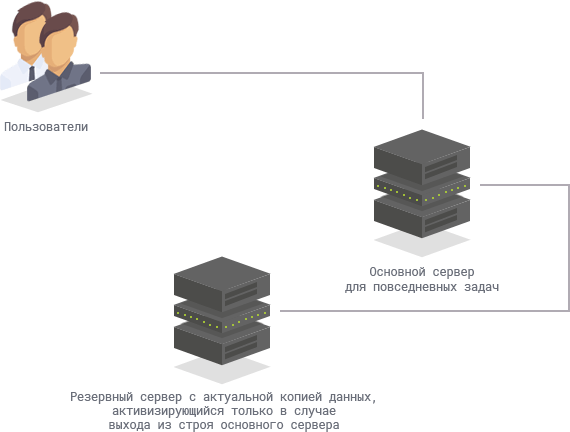 Пользователи
Основной сервер
для повседневных задач
Резервный сервер с актуальной копией данных,
активизирующийся только в случае
выхода из строя основного сервера